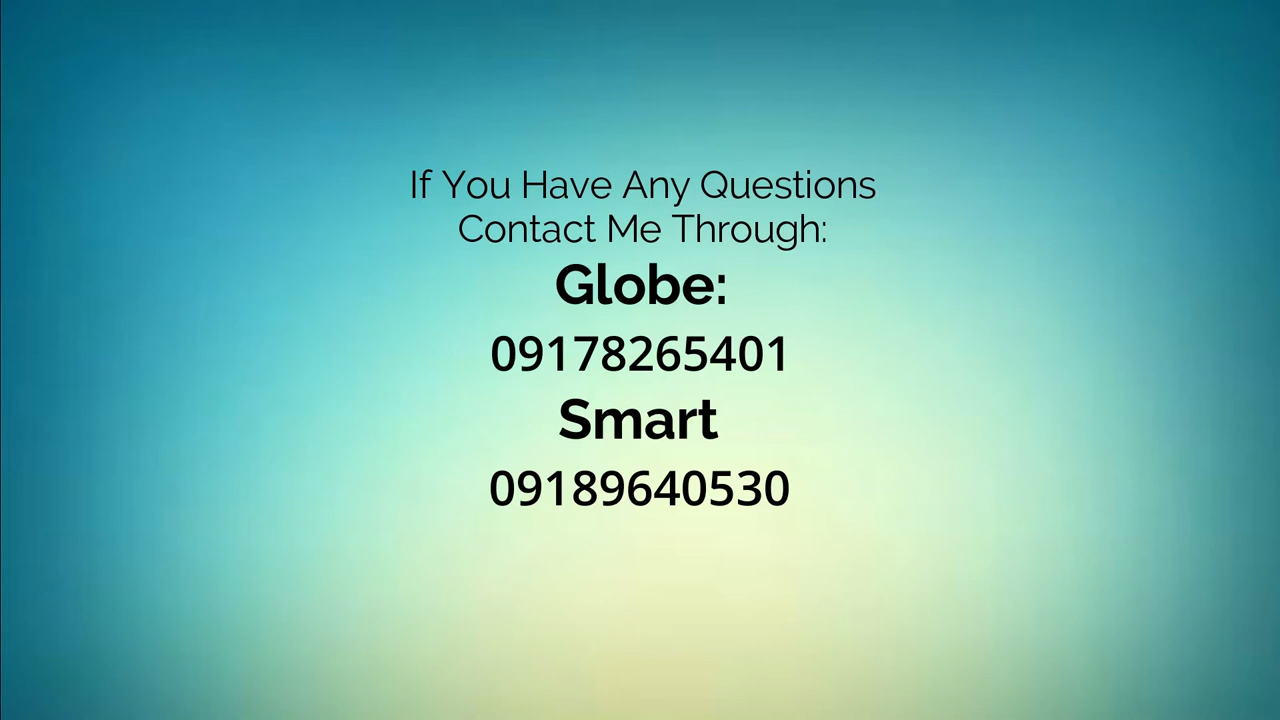 If You Have Any Questions
Contact Me Through:
Globe:
09178265401
Smart
09189640530